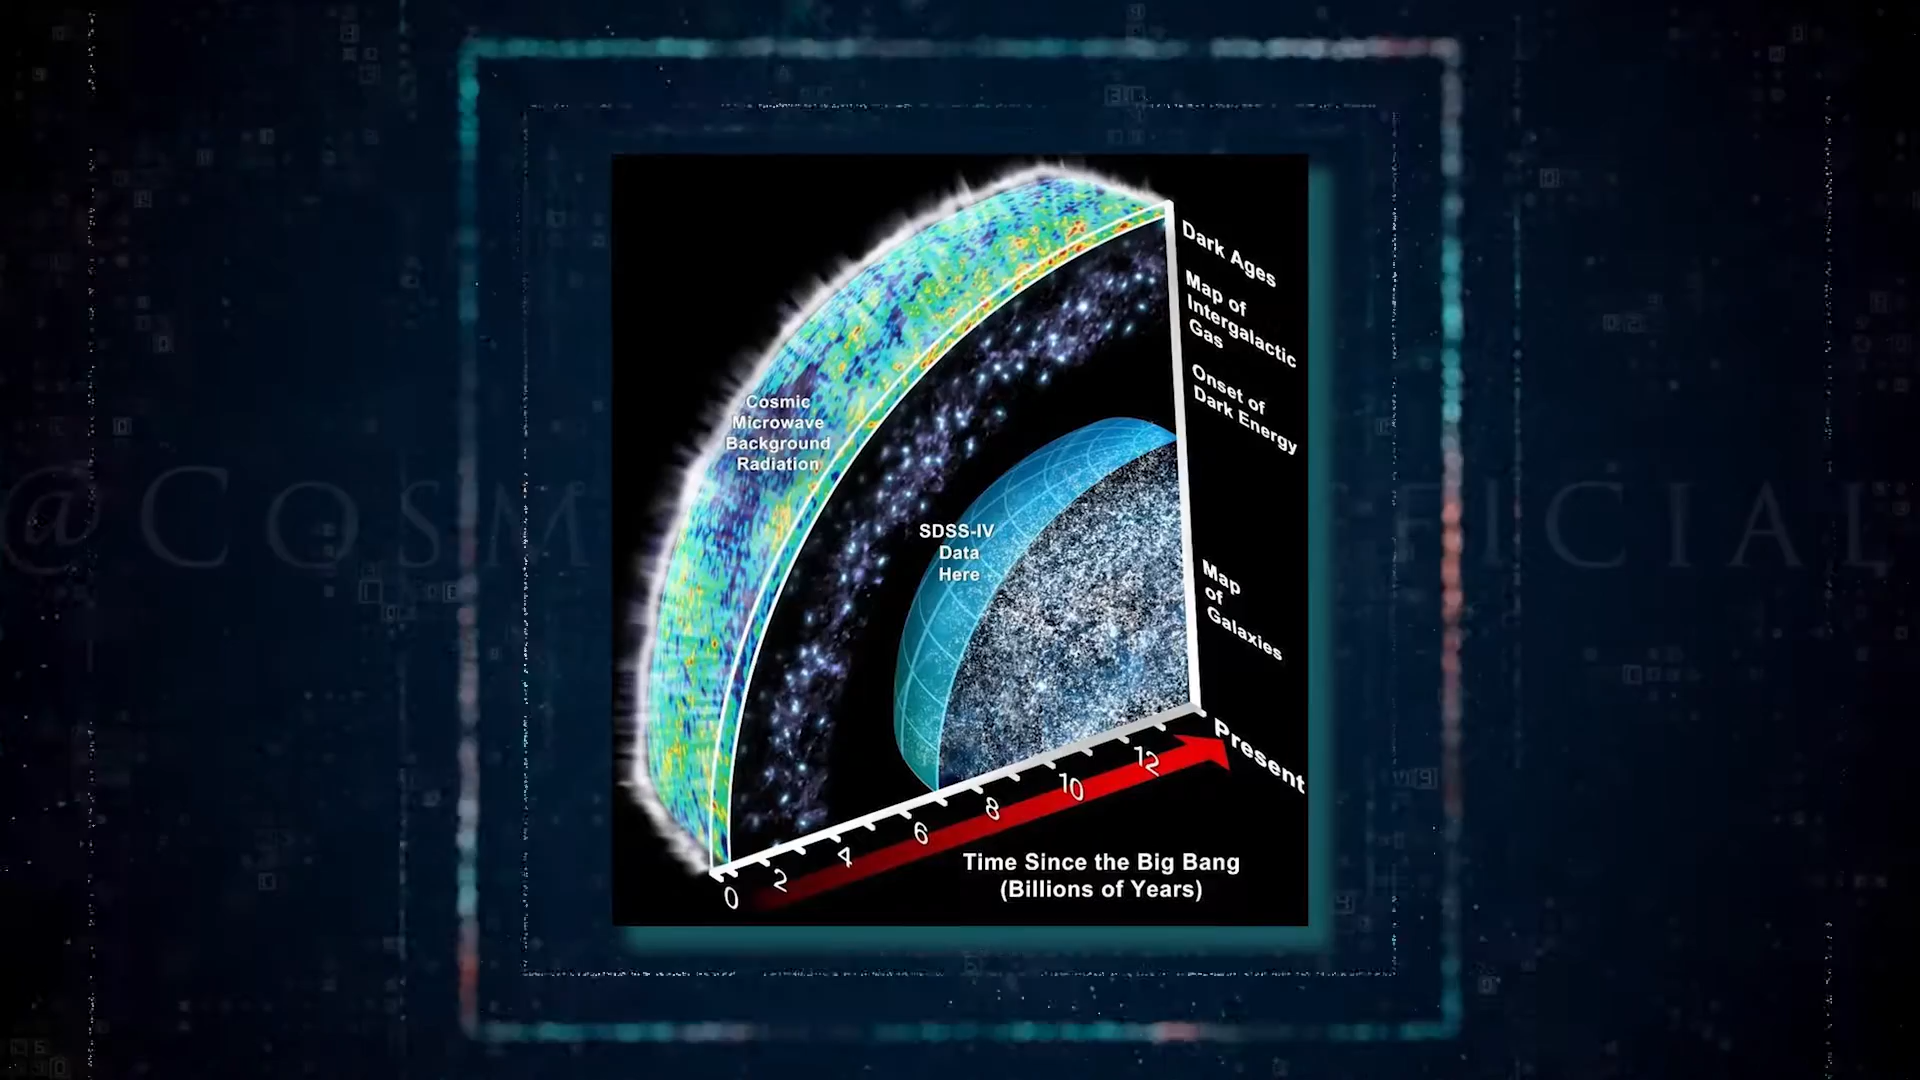 Dark Ages
Map of
Intergalactic
Gas
Onset of
Dark Energy
Cosmic
Microwave
Background
Radiation
SDSS-IV
Data
Here
Map
of
Galaxies
Present
0 2 4 6 8 10 12
Time Since the Big Bang
(Billions of Years)